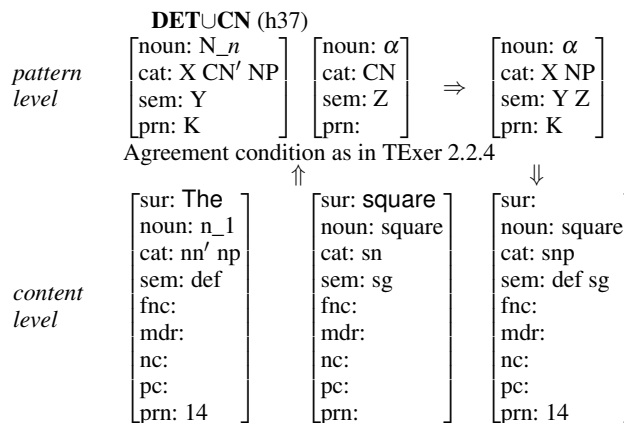 DET∪CN (h37)
pattern level
[noun: N_n] [noun: α] [noun: α]
[cat: X CN′ NP] [cat: CN] ⇒ [cat: X NP]
[sem: Y] [sem: Z] [sem: Y Z]
[prn: K] [prn: ] [prn: K]
Agreement condition as in TExer 2.2.4
⇑ ⇓
content level
[sur: The] [sur: square] [sur: ]
[noun: n_1] [noun: square] [noun: square]
[cat: nn′ np] [cat: sn] [cat: snp]
[sem: def] [sem: sg] [sem: def sg]
[fnc: ] [fnc: ] [fnc: ]
[mdr: ] [mdr: ] [mdr: ]
[nc: ] [nc: ] [nc: ]
[pc: ] [pc: ] [pc: ]
[prn: 14] [prn: ] [prn: 14]